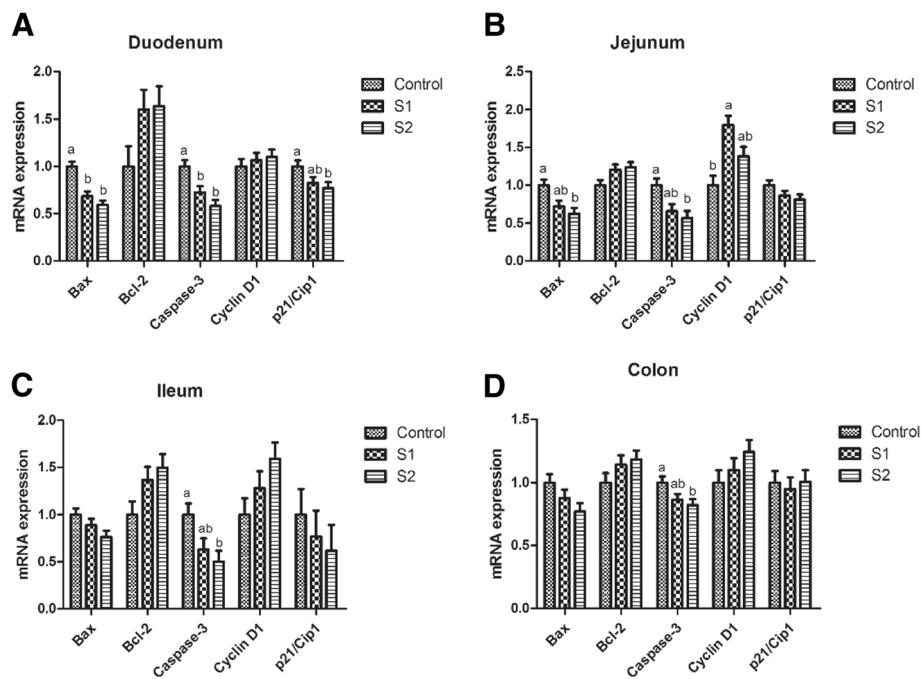 A
Duodenum
mRNA expression
2.0
1.5
1.0
0.5
0.0
a
b
b
a
b
b
a
ab
b
Bax
Bcl-2
Caspase-3
Cyclin D1
p21/Cip1
Control
S1
S2
B
Jejunum
mRNA expression
2.5
2.0
1.5
1.0
0.5
0.0
a
ab
b
a
ab
b
b
a
ab
Bax
Bcl-2
Caspase-3
Cyclin D1
p21/Cip1
Control
S1
S2
C
Ileum
mRNA expression
2.0
1.5
1.0
0.5
0.0
a
ab
b
Bax
Bcl-2
Caspase-3
Cyclin D1
p21/Cip1
Control
S1
S2
D
Colon
mRNA expression
1.5
1.0
0.5
0.0
a
ab
b
Bax
Bcl-2
Caspase-3
Cyclin D1
p21/Cip1
Control
S1
S2